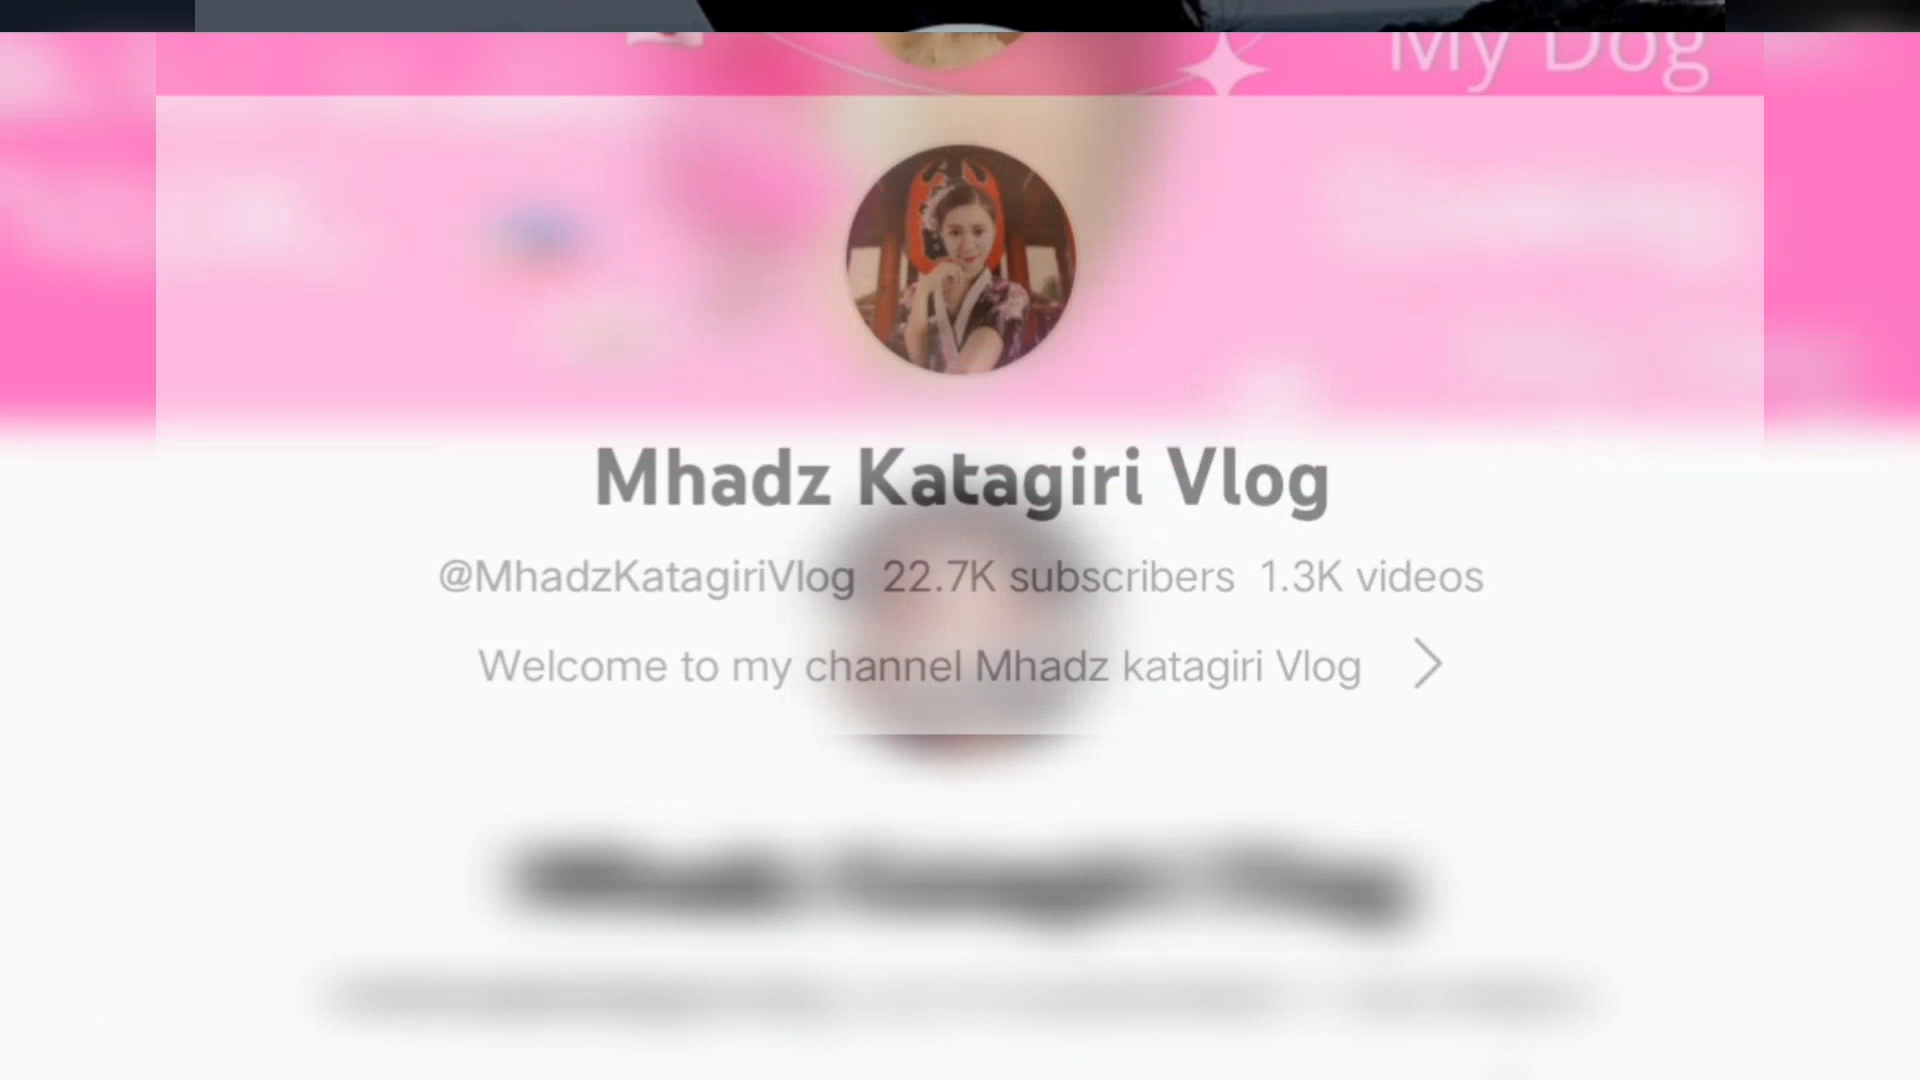 My Dog
Mhadz Katagiri Vlog
@MhadzKatagiriVlog 22.7K subscribers 1.3K videos
Welcome to my channel Mhadz katagiri Vlog